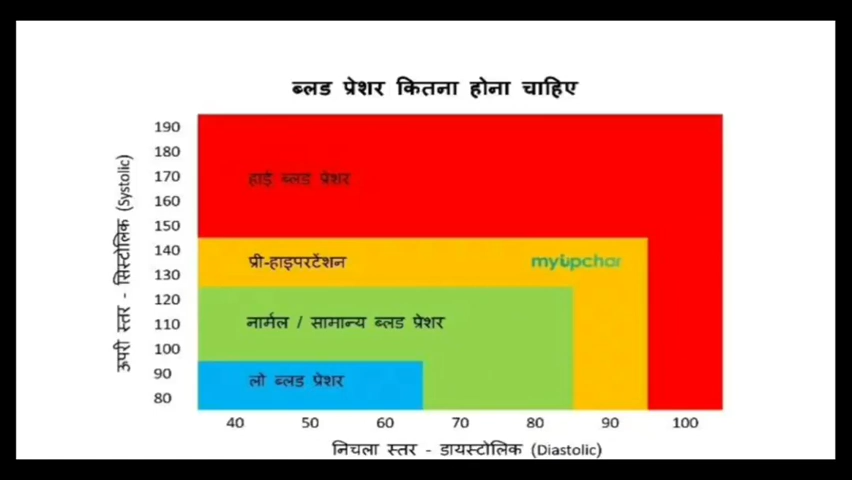 ब्लड प्रेशर कितना होना चाहिए
190
180
170
160
150
140
130
120
110
100
90
80
ऊपरी स्तर - सिस्टोलिक (Systolic)
हाई ब्लड प्रेशर
प्री-हाइपरटेंशन
myUpchar
नार्मल / सामान्य ब्लड प्रेशर
लो ब्लड प्रेशर
40 50 60 70 80 90 100
निचला स्तर - डायस्टोलिक (Diastolic)